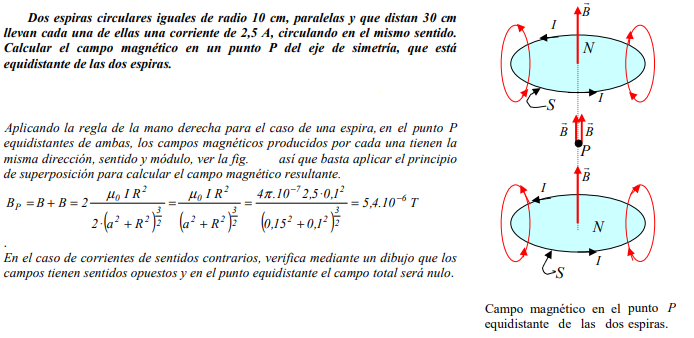 Dos espiras circulares iguales de radio 10 cm, paralelas y que distan 30 cm
llevan cada una de ellas una corriente de 2,5 A, circulando en el mismo sentido.
Calcular el campo magnético en un punto P del eje de simetría, que está
equidistante de las dos espiras.
Aplicando la regla de la mano derecha para el caso de una espira, en el punto P
equidistantes de ambas, los campos magnéticos producidos por cada una tienen la
misma dirección, sentido y módulo, ver la fig. así que basta aplicar el principio
de superposición para calcular el campo magnético resultante.
B_P = B + B = 2 \frac{μ_0 I R^2}{2·(a^2 + R^2)^{\frac{3}{2}}} = \frac{μ_0 I R^2}{(a^2 + R^2)^{\frac{3}{2}}} = \frac{4π.10^{-7} 2,5·0,1^2}{(0,15^2 + 0,1^2)^{\frac{3}{2}}} = 5,4.10^{-6} T
.
En el caso de corrientes de sentidos contrarios, verifica mediante un dibujo que los
campos tienen sentidos opuestos y en el punto equidistante el campo total será nulo.
B
I
N
S
I
B B
P
B
I
N
S
I
Campo magnético en el punto P
equidistante de las dos espiras.